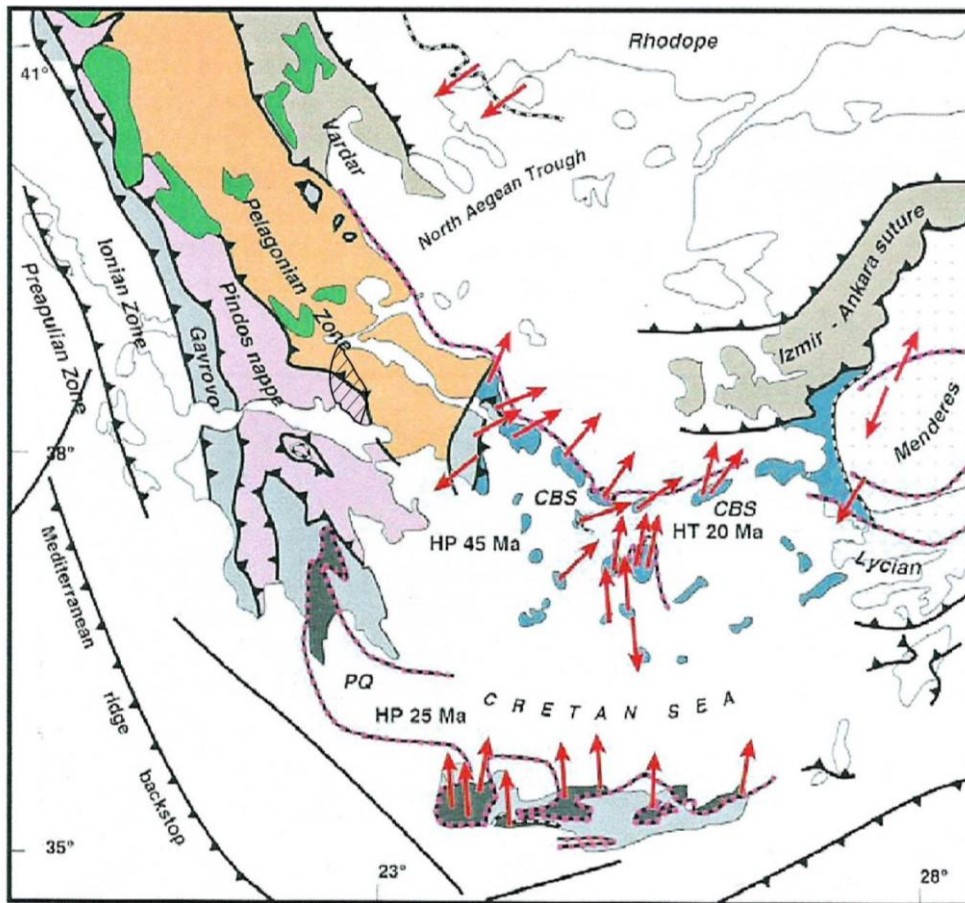 Rhodope
41°
Vardar
North Aegean Trough
Pelagonian
Zone
Preapulian Zone
Ionian Zone
Gavrovo
Pindos nappe
Izmir - Ankara suture
Menderes
38°
CBS
CBS
HP 45 Ma
HT 20 Ma
Lycian
Mediterranean
ridge
backstop
PQ
HP 25 Ma
CRETAN SEA
35°
23°
28°